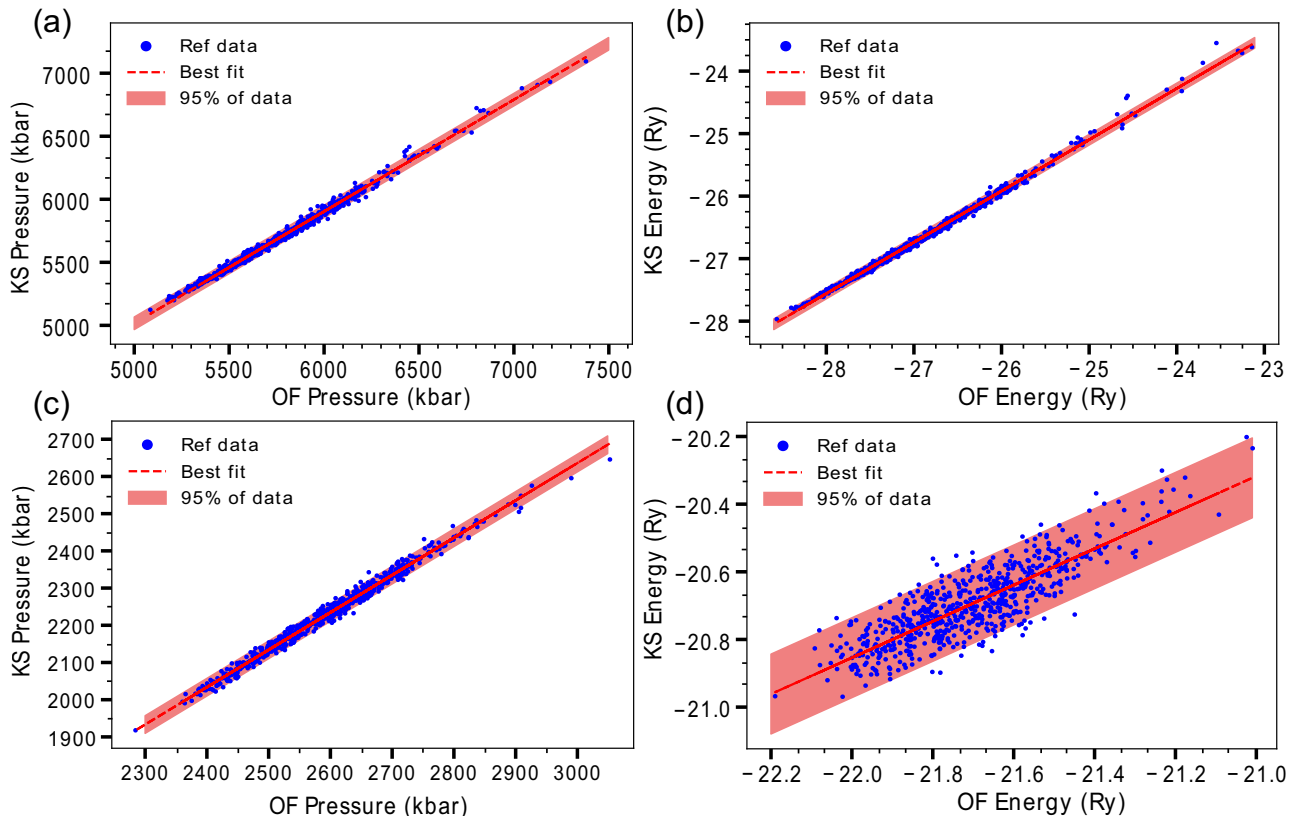 (a)
Ref data
Best fit
95% of data
KS Pressure (kbar)
7000
6500
6000
5500
5000
5000 5500 6000 6500 7000 7500
OF Pressure (kbar)
(b)
Ref data
Best fit
95% of data
KS Energy (Ry)
−24
−25
−26
−27
−28
−28 −27 −26 −25 −24 −23
OF Energy (Ry)
(c)
Ref data
Best fit
95% of data
KS Pressure (kbar)
2700
2600
2500
2400
2300
2200
2100
2000
1900
2300 2400 2500 2600 2700 2800 2900 3000
OF Pressure (kbar)
(d)
Ref data
Best fit
95% of data
KS Energy (Ry)
−20.2
−20.4
−20.6
−20.8
−21.0
−22.2 −22.0 −21.8 −21.6 −21.4 −21.2 −21.0
OF Energy (Ry)